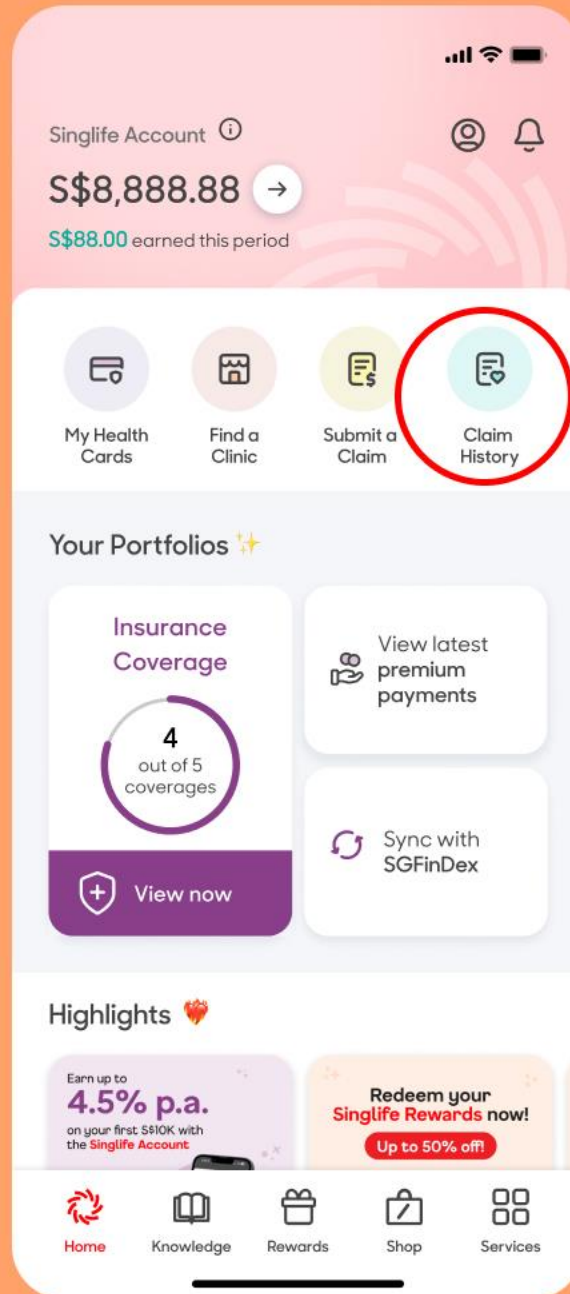 Singlife Account
S$8,888.88
S$88.00 earned this period
My Health
Cards
Find a
Clinic
Submit a
Claim
Claim
History
Your Portfolios
Insurance
Coverage
4
out of 5
coverages
View now
View latest
premium
payments
Sync with
SGFinDex
Highlights
Earn up to
4.5% p.a.
on your first S$10K with
the Singlife Account
Redeem your
Singlife Rewards now!
Up to 50% off!
Home
Knowledge
Rewards
Shop
Services